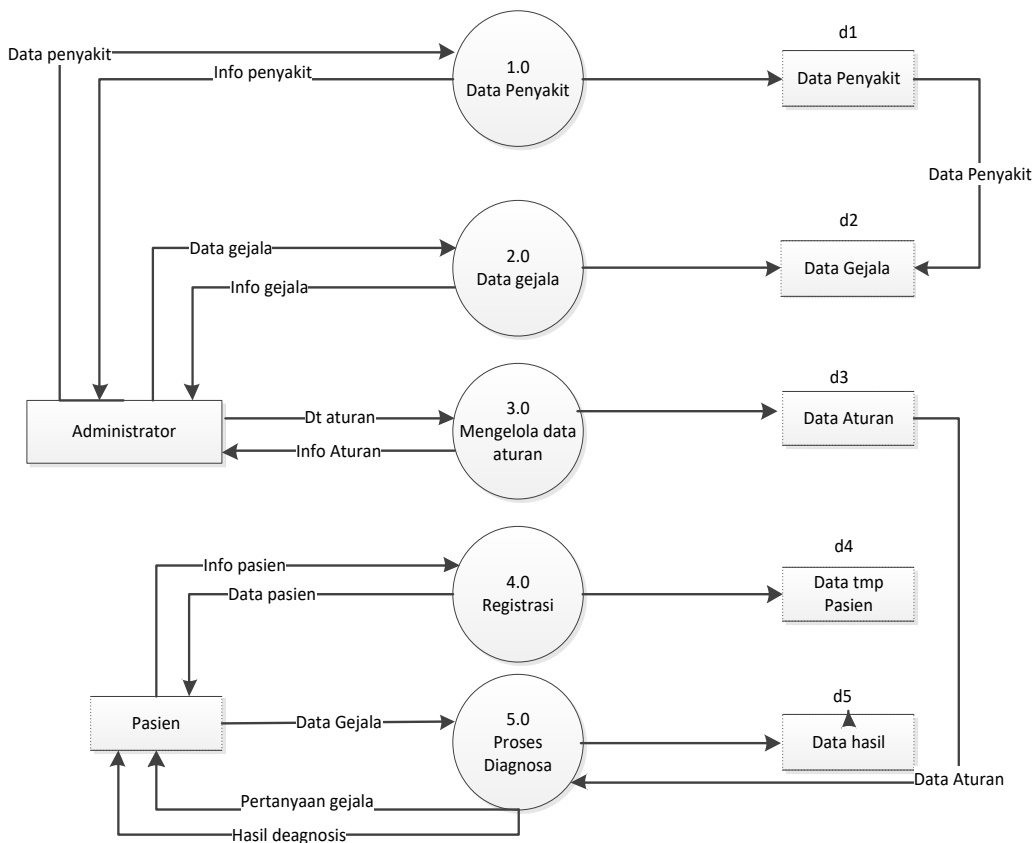 Data penyakit
Info penyakit
1.0
Data Penyakit
d1
Data Penyakit
Data Penyakit
Data gejala
Info gejala
2.0
Data gejala
d2
Data Gejala
Administrator
Dt aturan
Info Aturan
3.0
Mengelola data
aturan
d3
Data Aturan
Info pasien
Data pasien
4.0
Registrasi
d4
Data tmp
Pasien
Pasien
Data Gejala
5.0
Proses
Diagnosa
d5
Data hasil
Data Aturan
Pertanyaan gejala
Hasil deagnosis